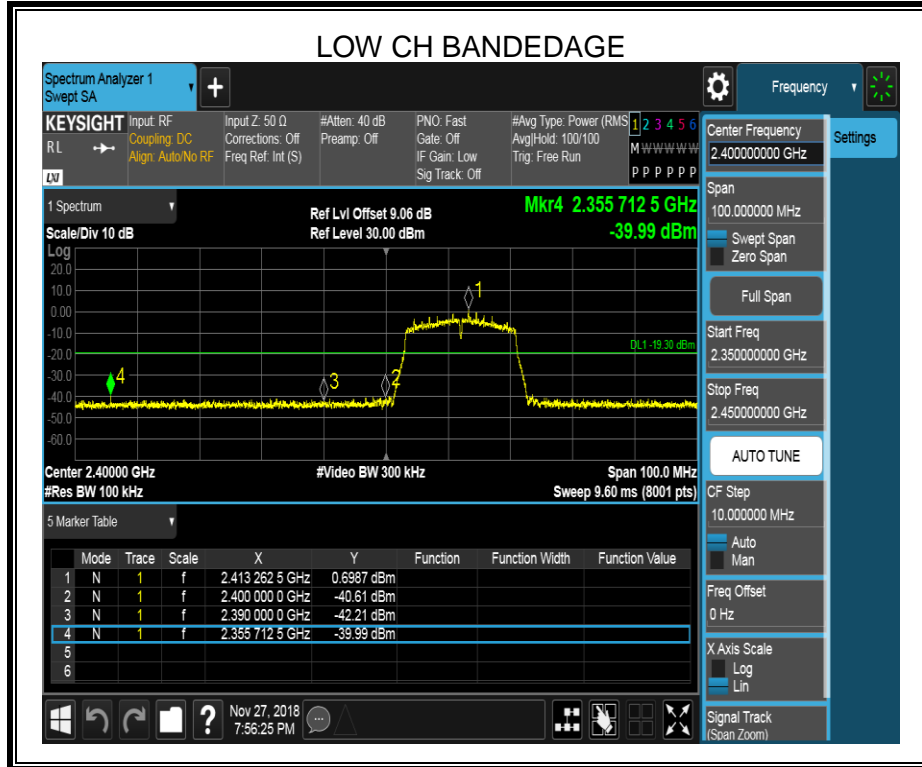 LOW CH BANDEDAGE
Spectrum Analyzer 1
Swept SA
+
Frequency
KEYSIGHT
RL
LXI
Input: RF
Coupling: DC
Align: Auto/No RF
Input Z: 50 Ω
Corrections: Off
Freq Ref: Int (S)
#Atten: 40 dB
Preamp: Off
PNO: Fast
Gate: Off
IF Gain: Low
Sig Track: Off
#Avg Type: Power (RMS
Avg|Hold: 100/100
Trig: Free Run
1 2 3 4 5 6
M W W W W W
P P P P P P
1 Spectrum
Scale/Div 10 dB
Ref Lvl Offset 9.06 dB
Ref Level 30.00 dBm
Mkr4 2.355 712 5 GHz
-39.99 dBm
Log
20.0
10.0
0.00
-10.0
-20.0
-30.0
-40.0
-50.0
-60.0
1
2
3
4
DL1 -19.30 dBm
Center 2.40000 GHz
#Res BW 100 kHz
#Video BW 300 kHz
Span 100.0 MHz
Sweep 9.60 ms (8001 pts)
5 Marker Table
Mode Trace Scale X Y Function Function Width Function Value
1 N 1 f 2.413 262 5 GHz 0.6987 dBm
2 N 1 f 2.400 000 0 GHz -40.61 dBm
3 N 1 f 2.390 000 0 GHz -42.21 dBm
4 N 1 f 2.355 712 5 GHz -39.99 dBm
5
6
?
Nov 27, 2018
7:56:25 PM
Center Frequency
2.400000000 GHz
Settings
Span
100.000000 MHz
Swept Span
Zero Span
Full Span
Start Freq
2.350000000 GHz
Stop Freq
2.450000000 GHz
AUTO TUNE
CF Step
10.000000 MHz
Auto
Man
Freq Offset
0 Hz
X Axis Scale
Log
Lin
Signal Track
(Span Zoom)